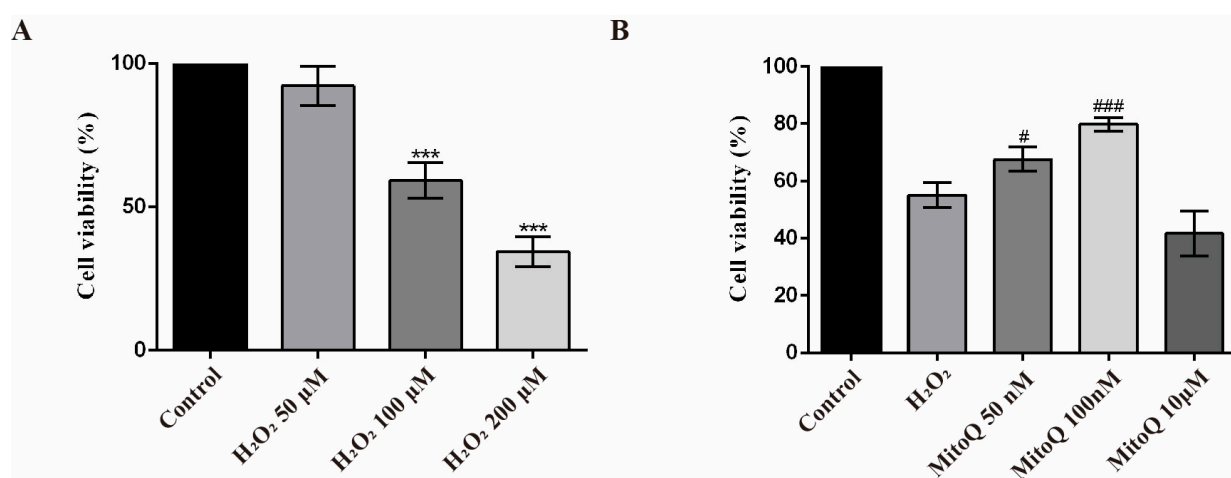 A
Cell viability (%)
100
50
0
***
***
Control
H₂O₂ 50 µM
H₂O₂ 100 µM
H₂O₂ 200 µM
B
Cell viability (%)
100
80
60
40
20
0
#
###
Control
H₂O₂
MitoQ 50 nM
MitoQ 100nM
MitoQ 10µM